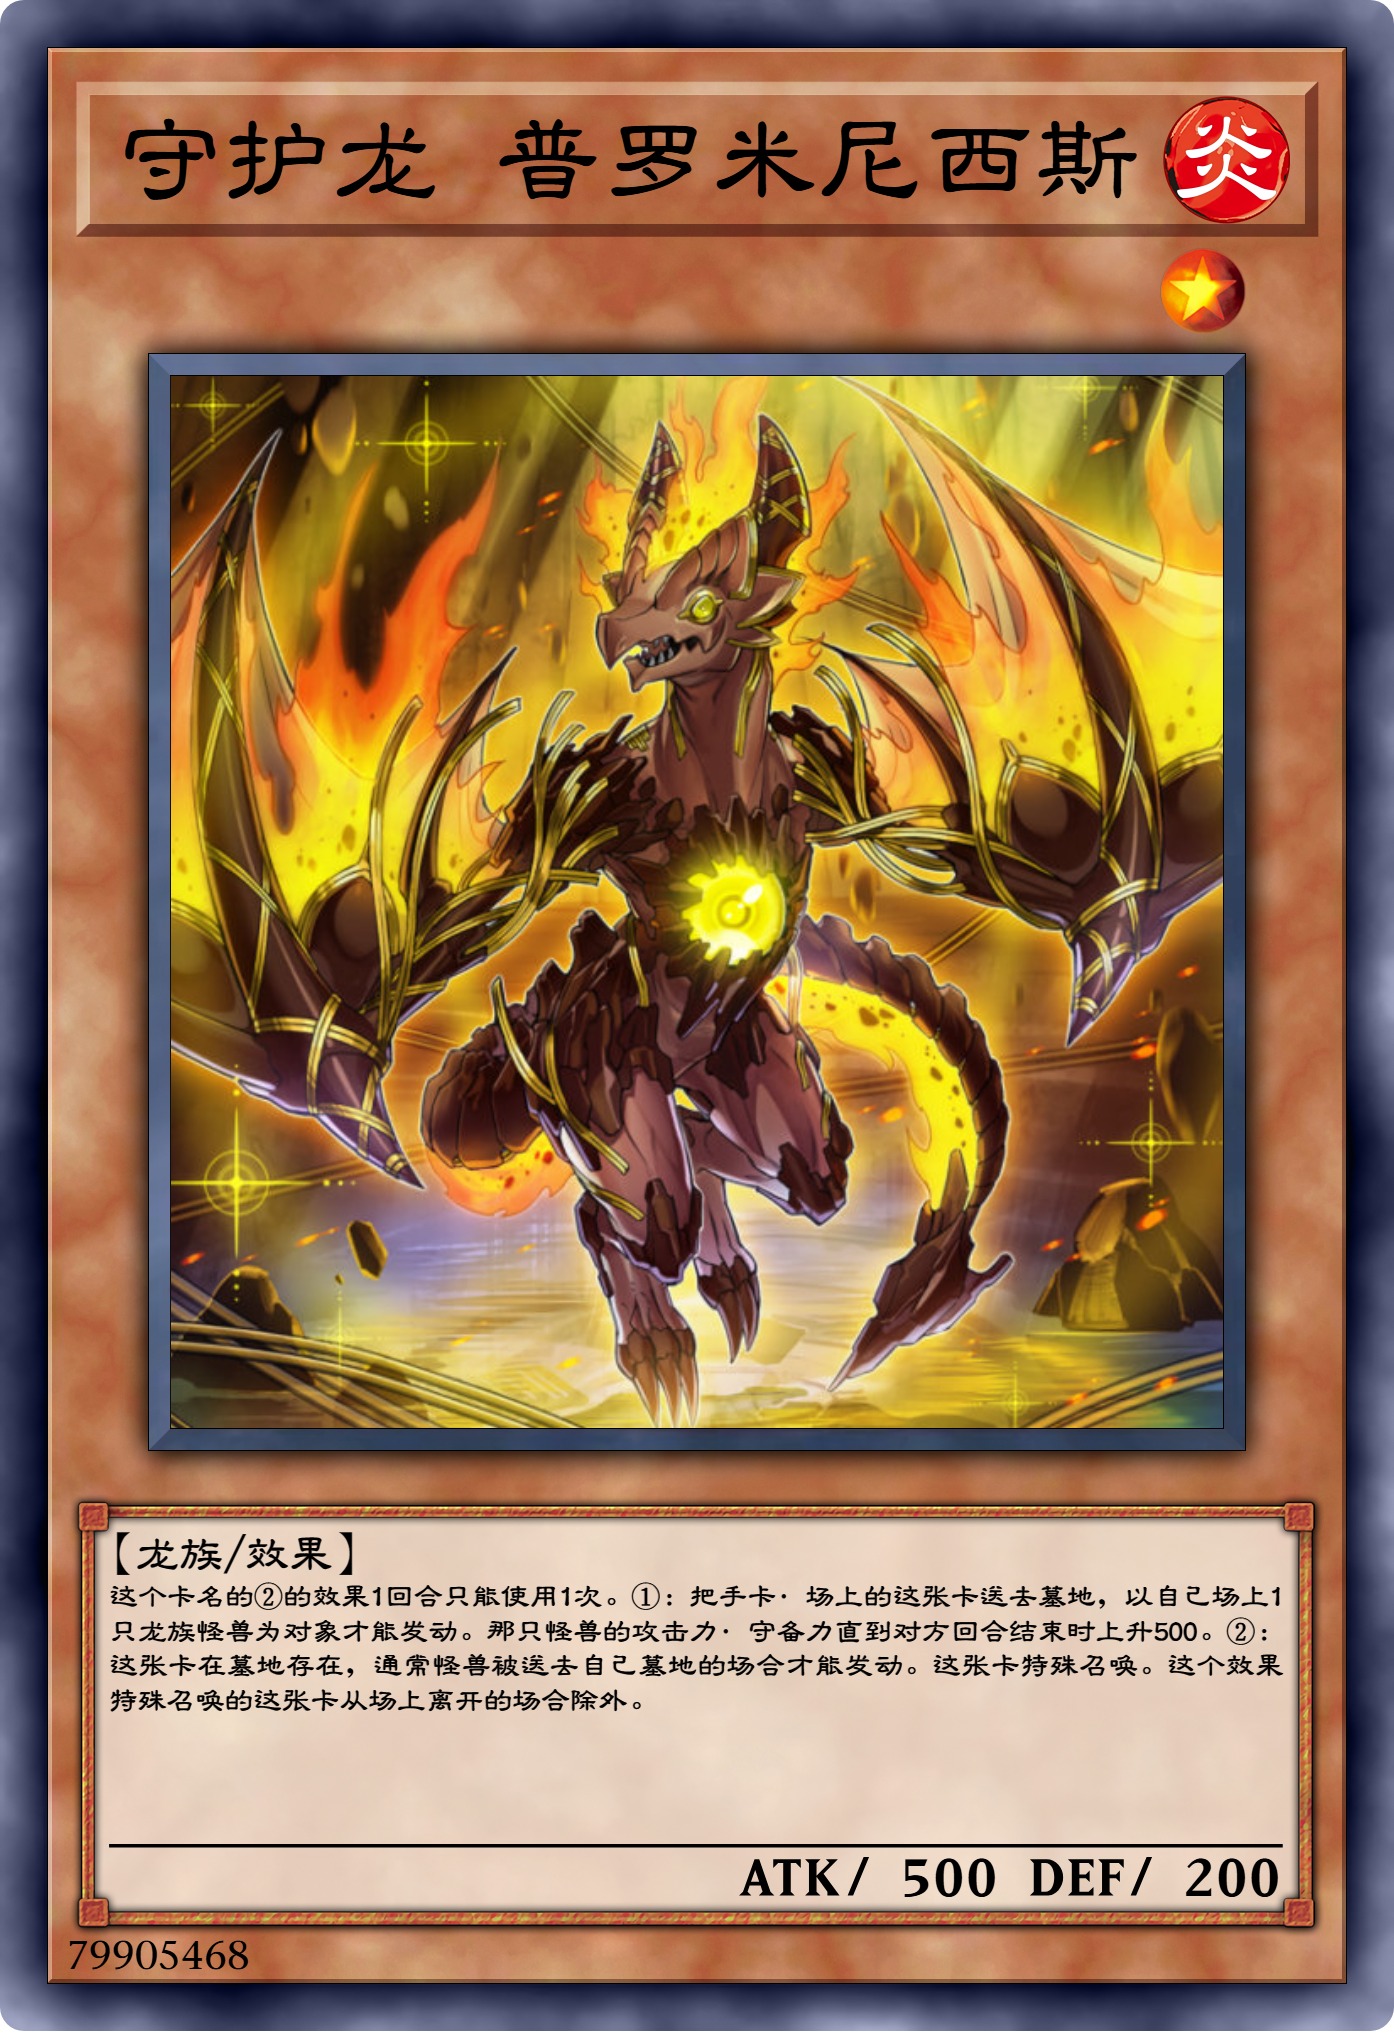 守护龙 普罗米尼西斯 炎
【龙族/效果】
这个卡名的②的效果1回合只能使用1次。①：把手卡·场上的这张卡送去墓地，以自己场上1
只龙族怪兽为对象才能发动。那只怪兽的攻击力·守备力直到对方回合结束时上升500。②：
这张卡在墓地存在，通常怪兽被送去自己墓地的场合才能发动。这张卡特殊召唤。这个效果
特殊召唤的这张卡从场上离开的场合除外。
ATK/ 500 DEF/ 200
79905468